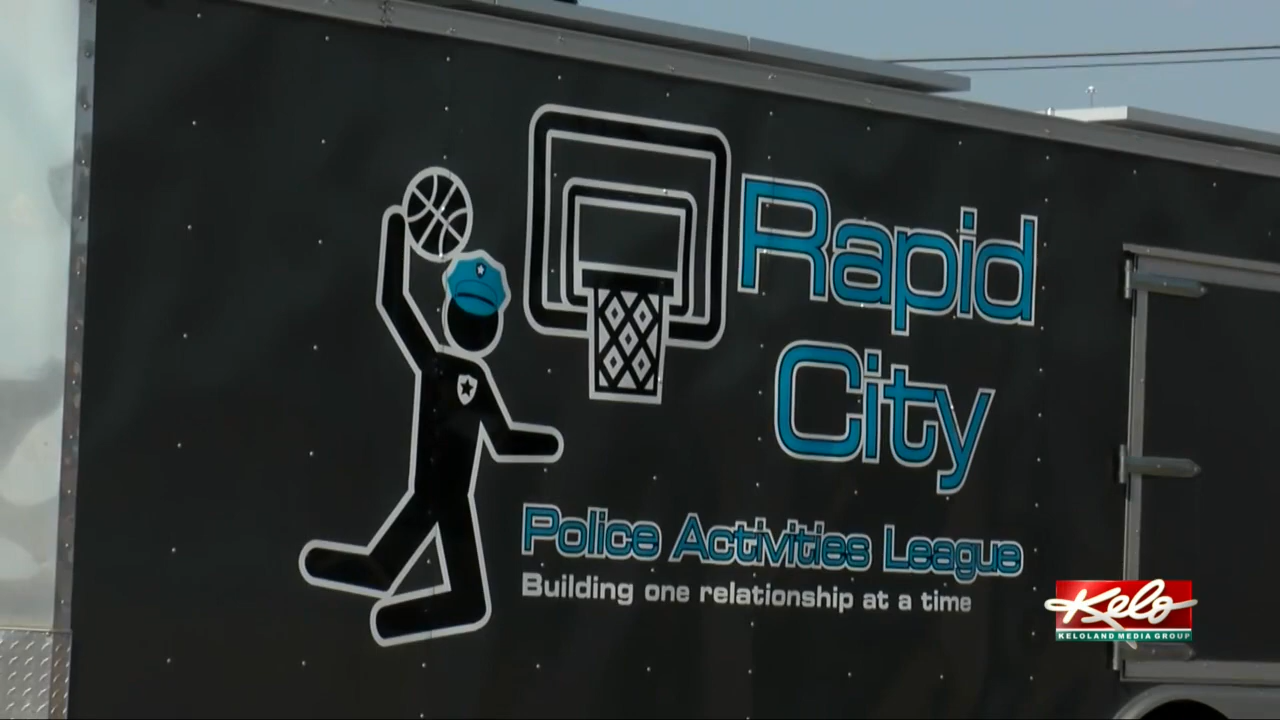 Rapid
City
Police Activities League
Building one relationship at a time
Kelo
KELOLAND MEDIA GROUP